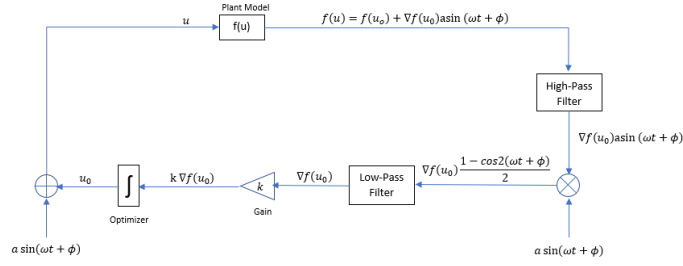 Plant Model
u
f(u)
f(u) = f(u₀) + ∇f(u₀)asin (ωt + ϕ)
High-Pass
Filter
∇f(u₀)asin (ωt + ϕ)
u₀
∫
k ∇f(u₀)
k
∇f(u₀)
Low-Pass
Filter
∇f(u₀) 1 − cos2(ωt + ϕ)
2
Optimizer
Gain
a sin(ωt + ϕ)
a sin(ωt + ϕ)